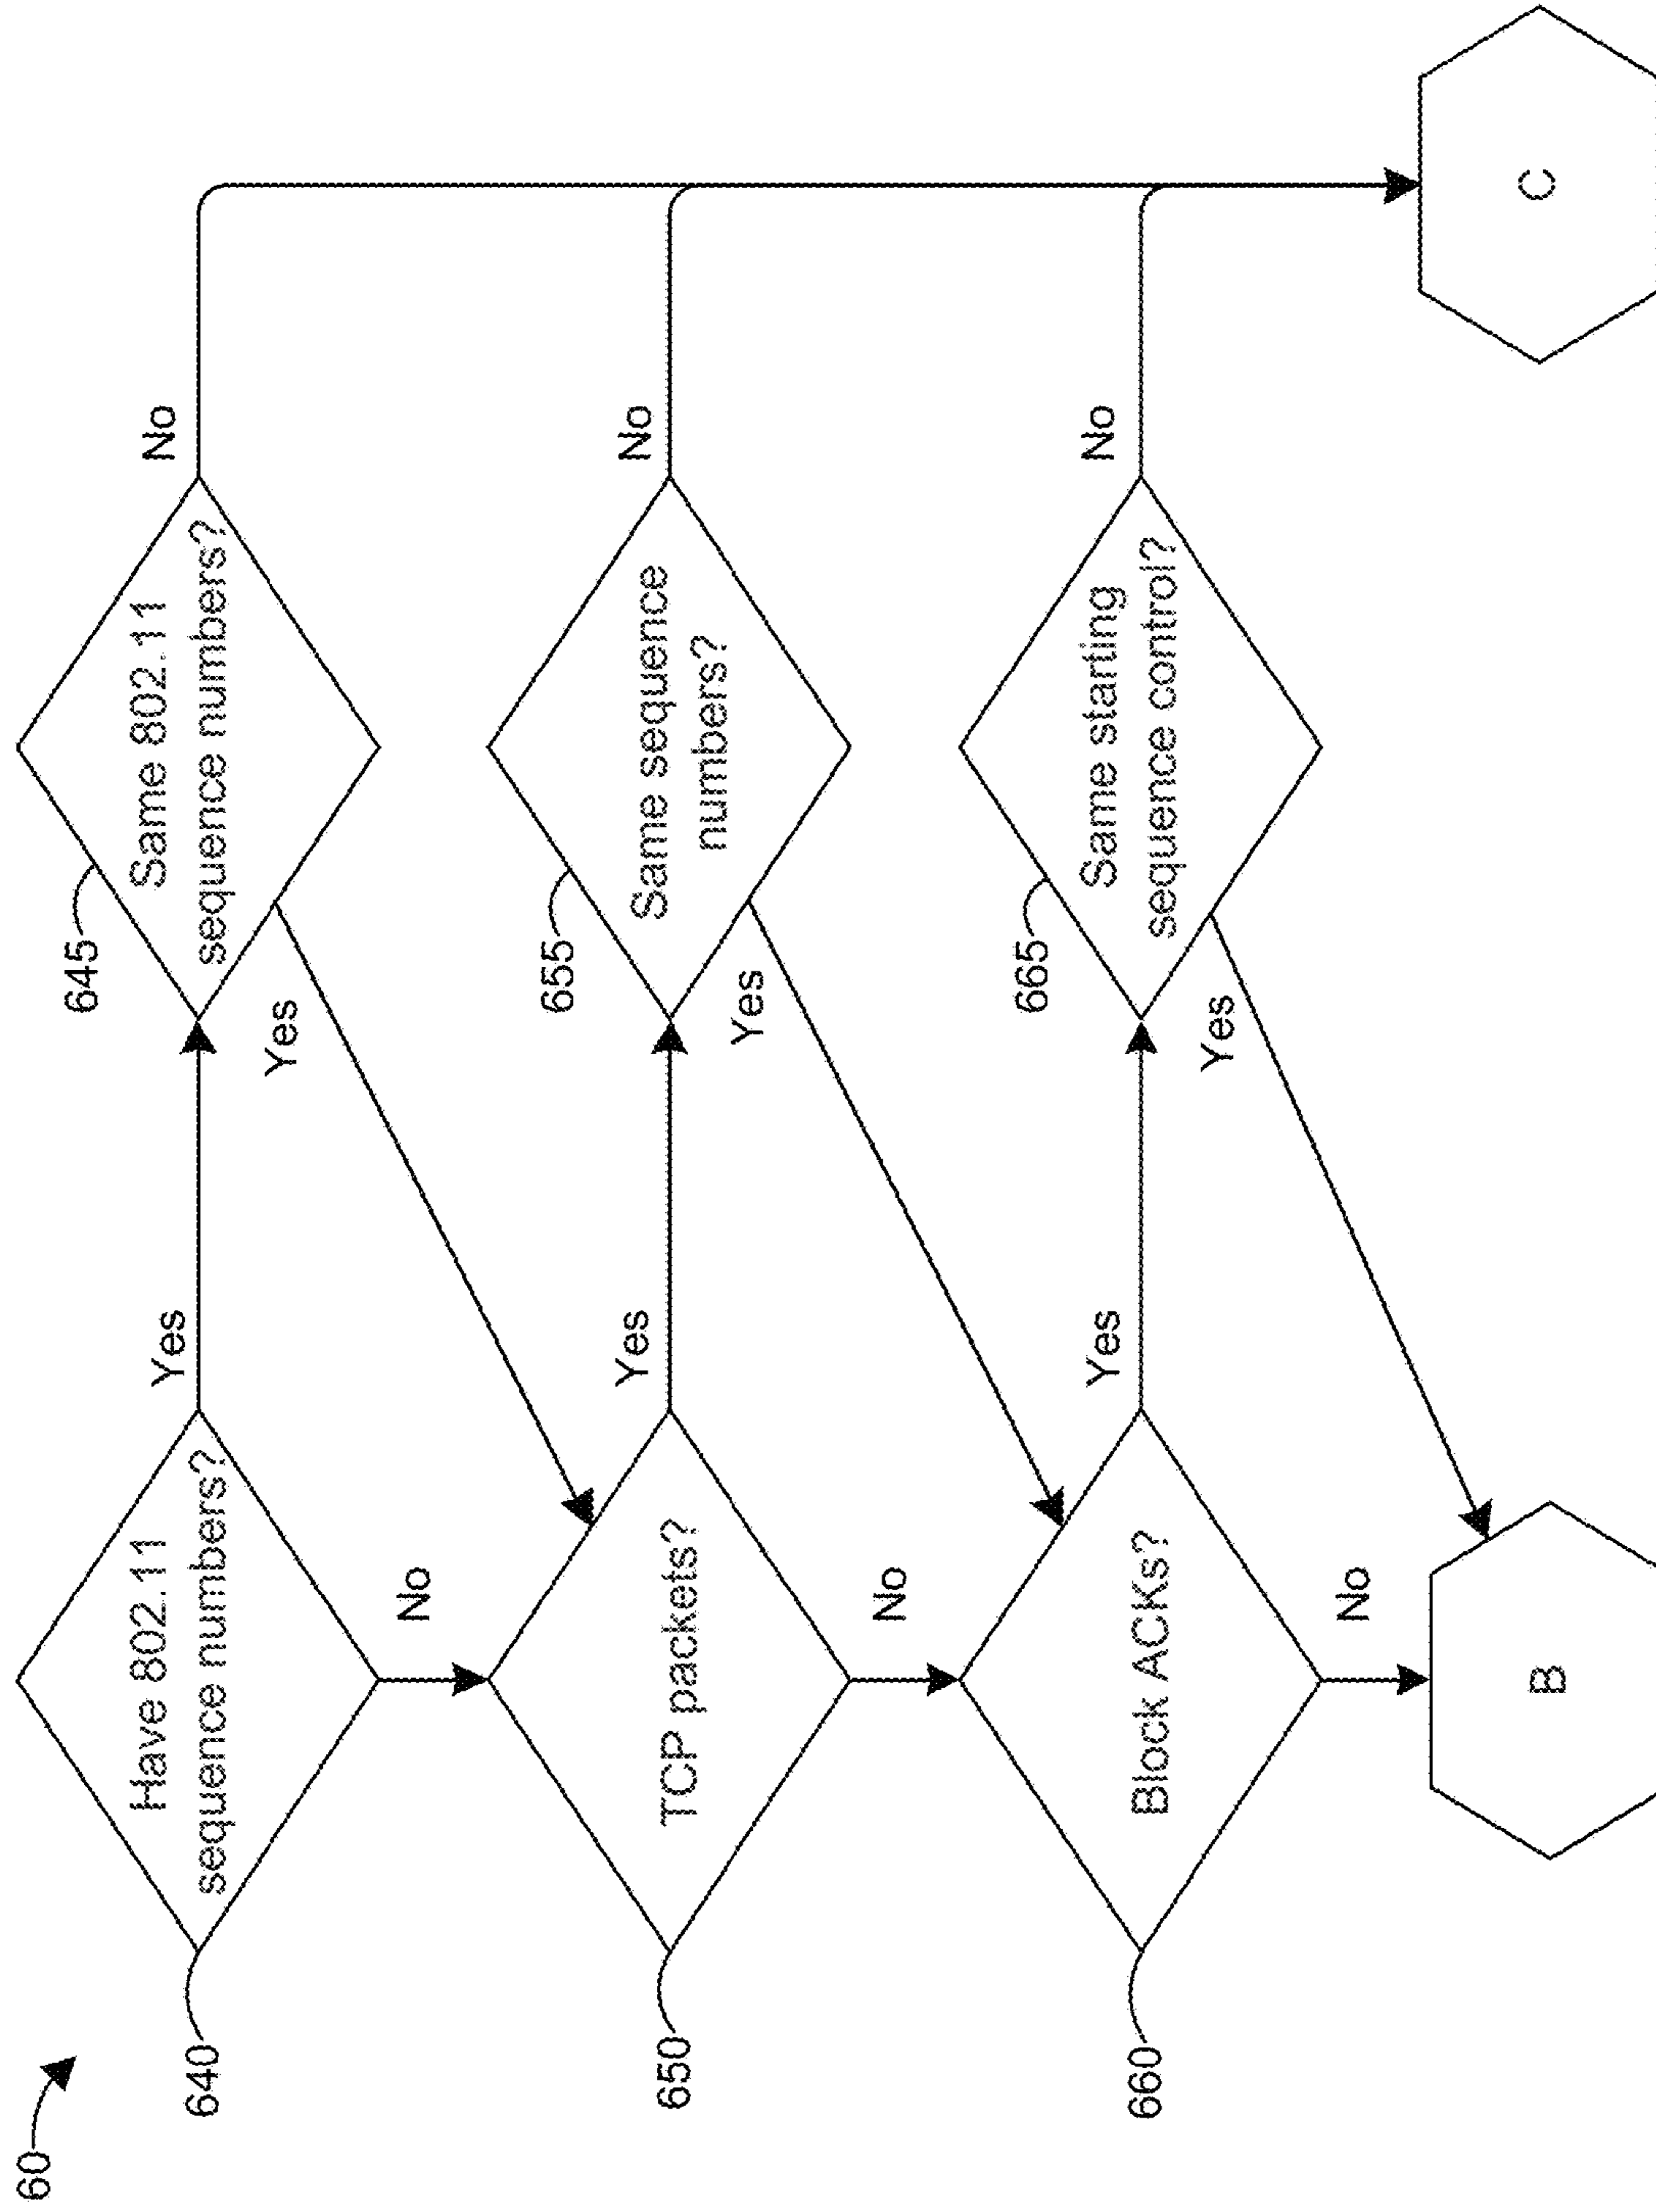 60
640
Have 802.11
sequence numbers?
Yes
645
Same 802.11
sequence numbers?
No
Yes
No
650
TCP packets?
Yes
655
Same sequence
numbers?
No
Yes
No
660
Block ACKs?
Yes
665
Same starting
sequence control?
No
Yes
No
B
C